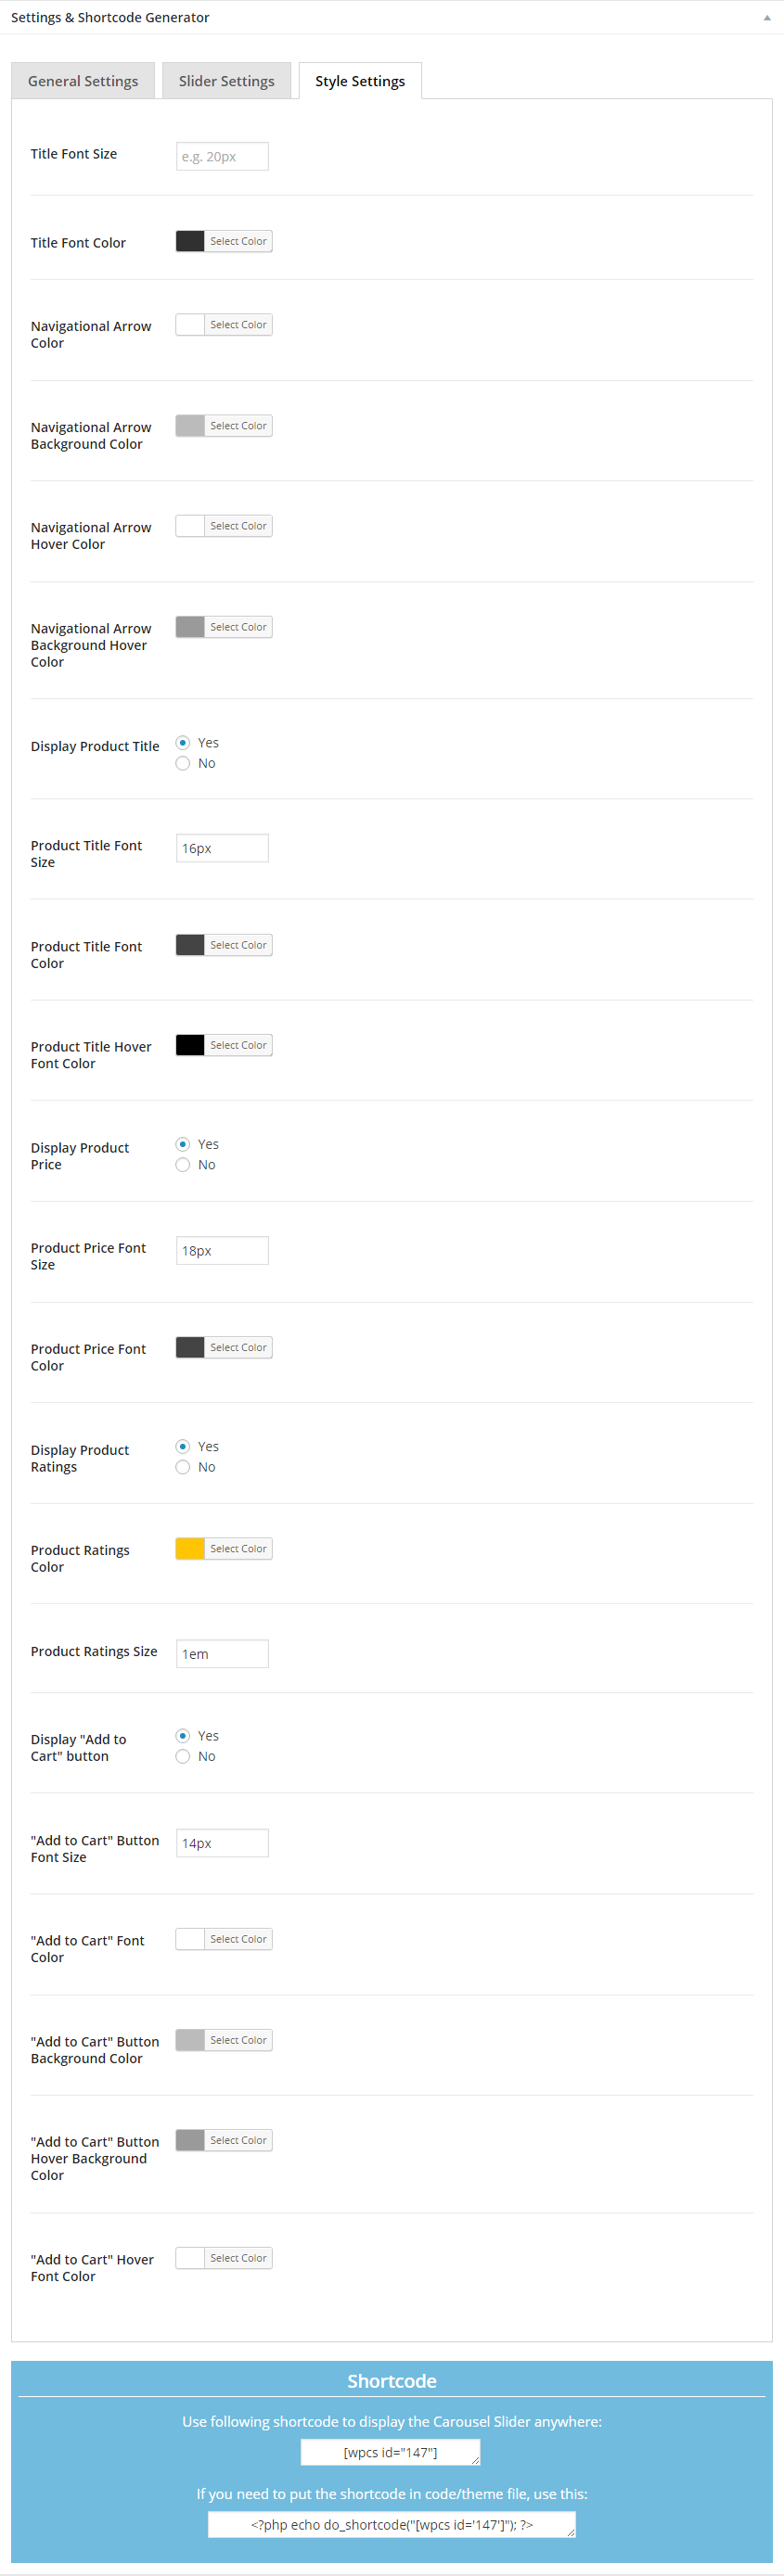 Settings & Shortcode Generator
General Settings
Slider Settings
Style Settings
Title Font Size
e.g. 20px
Title Font Color
Select Color
Navigational Arrow
Color
Select Color
Navigational Arrow
Background Color
Select Color
Navigational Arrow
Hover Color
Select Color
Navigational Arrow
Background Hover
Color
Select Color
Display Product Title
Yes
No
Product Title Font
Size
16px
Product Title Font
Color
Select Color
Product Title Hover
Font Color
Select Color
Display Product
Price
Yes
No
Product Price Font
Size
18px
Product Price Font
Color
Select Color
Display Product
Ratings
Yes
No
Product Ratings
Color
Select Color
Product Ratings Size
1em
Display "Add to
Cart" button
Yes
No
"Add to Cart" Button
Font Size
14px
"Add to Cart" Font
Color
Select Color
"Add to Cart" Button
Background Color
Select Color
"Add to Cart" Button
Hover Background
Color
Select Color
"Add to Cart" Hover
Font Color
Select Color
Shortcode
Use following shortcode to display the Carousel Slider anywhere:
[wpcs id="147"]
If you need to put the shortcode in code/theme file, use this:
<?php echo do_shortcode("[wpcs id='147']"); ?>